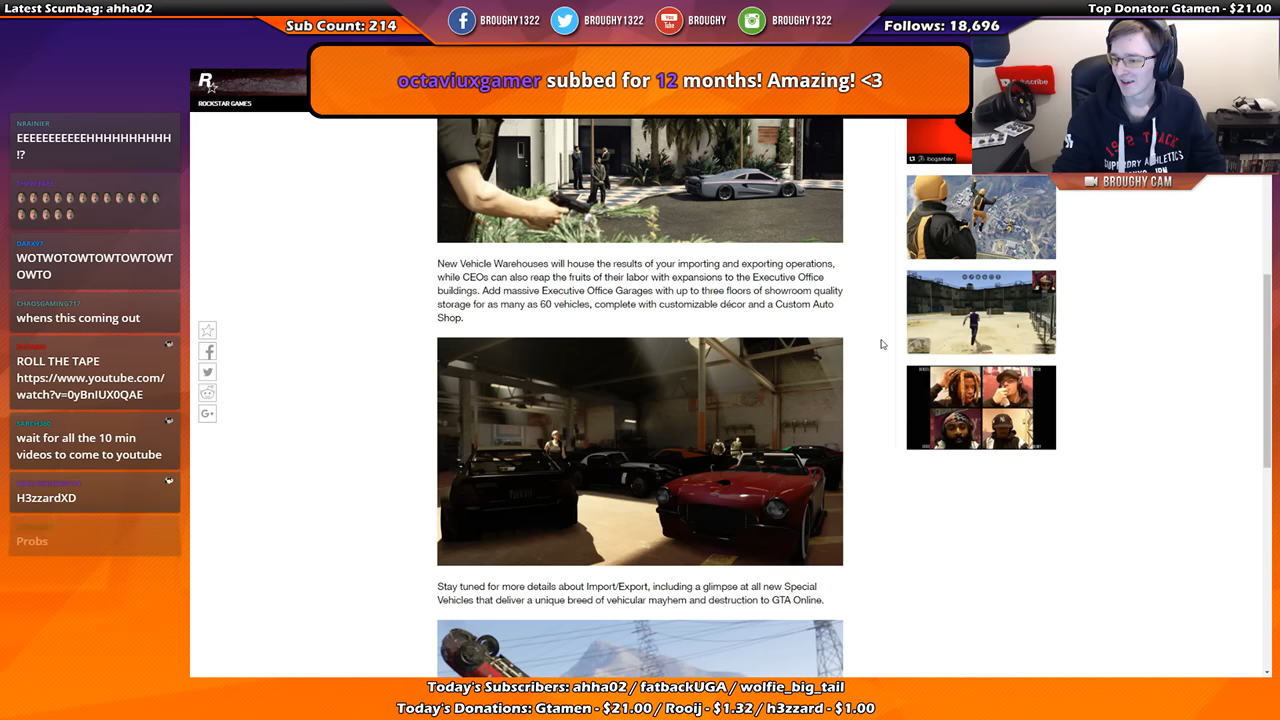 Latest Scumbag: ahha02
Sub Count: 214
BROUGHY1322
BROUGHY1322
BROUGHY
BROUGHY1322
Follows: 18,696
Top Donator: Gtamen - $21.00
octaviuxgamer subbed for 12 months! Amazing! <3
R
ROCKSTAR GAMES
Subscribe
BROUGHY CAM
NRAINIER
EEEEEEEEEEEHHHHHHHHHH
!?
DARX97
WOTWOTOWTOWTOWTOWT
OWTO
CHAOSGAMING717
whens this coming out
ROLL THE TAPE
https://www.youtube.com/
watch?v=0yBnIUX0QAE
wait for all the 10 min
videos to come to youtube
H3zzardXD
Probs
New Vehicle Warehouses will house the results of your importing and exporting operations,
while CEOs can also reap the fruits of their labor with expansions to the Executive Office
buildings. Add massive Executive Office Garages with up to three floors of showroom quality
storage for as many as 60 vehicles, complete with customizable décor and a Custom Auto
Shop.
Stay tuned for more details about Import/Export, including a glimpse at all new Special
Vehicles that deliver a unique breed of vehicular mayhem and destruction to GTA Online.
Today's Subscribers: ahha02 / fatbackUGA / wolfie_big_tail
Today's Donations: Gtamen - $21.00 / Rooij - $1.32 / h3zzard - $1.00